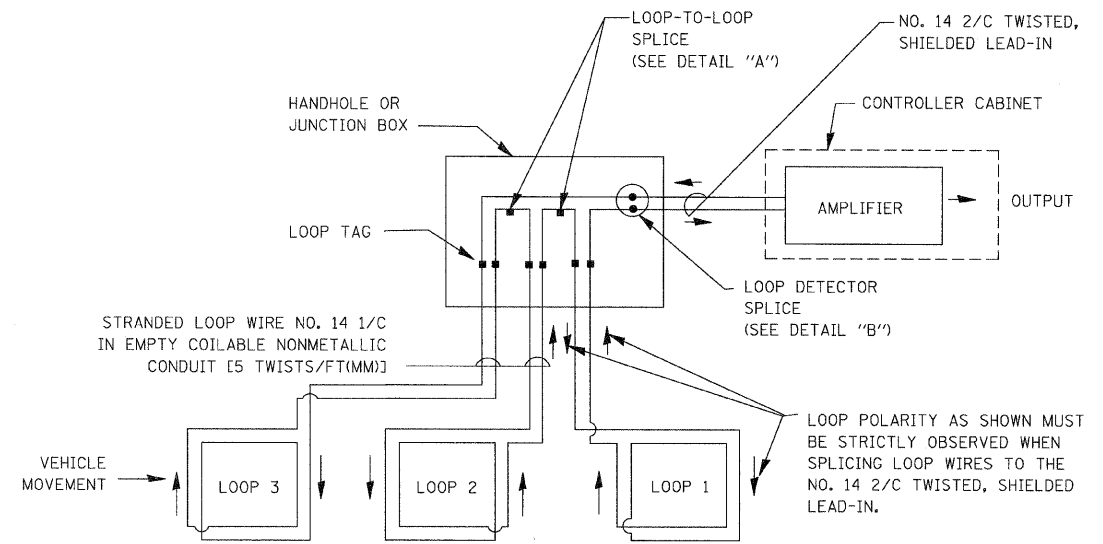 LOOP-TO-LOOP
SPLICE
(SEE DETAIL "A")
NO. 14 2/C TWISTED,
SHIELDED LEAD-IN
HANDHOLE OR
JUNCTION BOX
CONTROLLER CABINET
AMPLIFIER
OUTPUT
LOOP TAG
LOOP DETECTOR
SPLICE
(SEE DETAIL "B")
STRANDED LOOP WIRE NO. 14 1/C
IN EMPTY COILABLE NONMETALLIC
CONDUIT [5 TWISTS/FT(MM)]
LOOP POLARITY AS SHOWN MUST
BE STRICTLY OBSERVED WHEN
SPLICING LOOP WIRES TO THE
NO. 14 2/C TWISTED, SHIELDED
LEAD-IN.
VEHICLE
MOVEMENT
LOOP 3
LOOP 2
LOOP 1